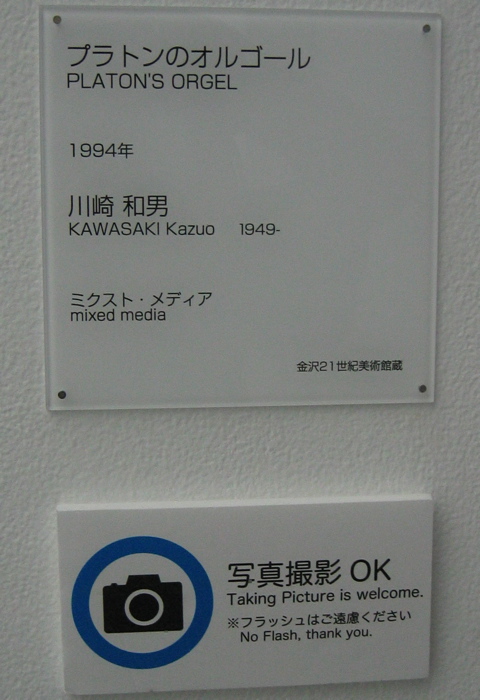 プラトンのオルゴール
PLATON'S ORGEL
1994年
川崎 和男
KAWASAKI Kazuo 1949-
ミクスト・メディア
mixed media
金沢21世紀美術館蔵
写真撮影 OK
Taking Picture is welcome.
※フラッシュはご遠慮ください
No Flash, thank you.